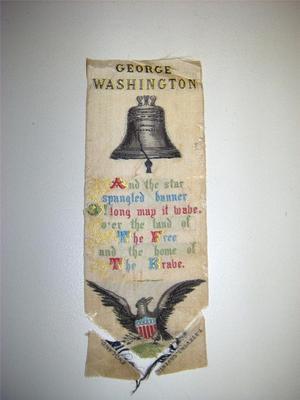 GEORGE
WASHINGTON
And the star
spangled banner
O! long may it wave.
o'er the land of
The Free
and the home of
The Brave.